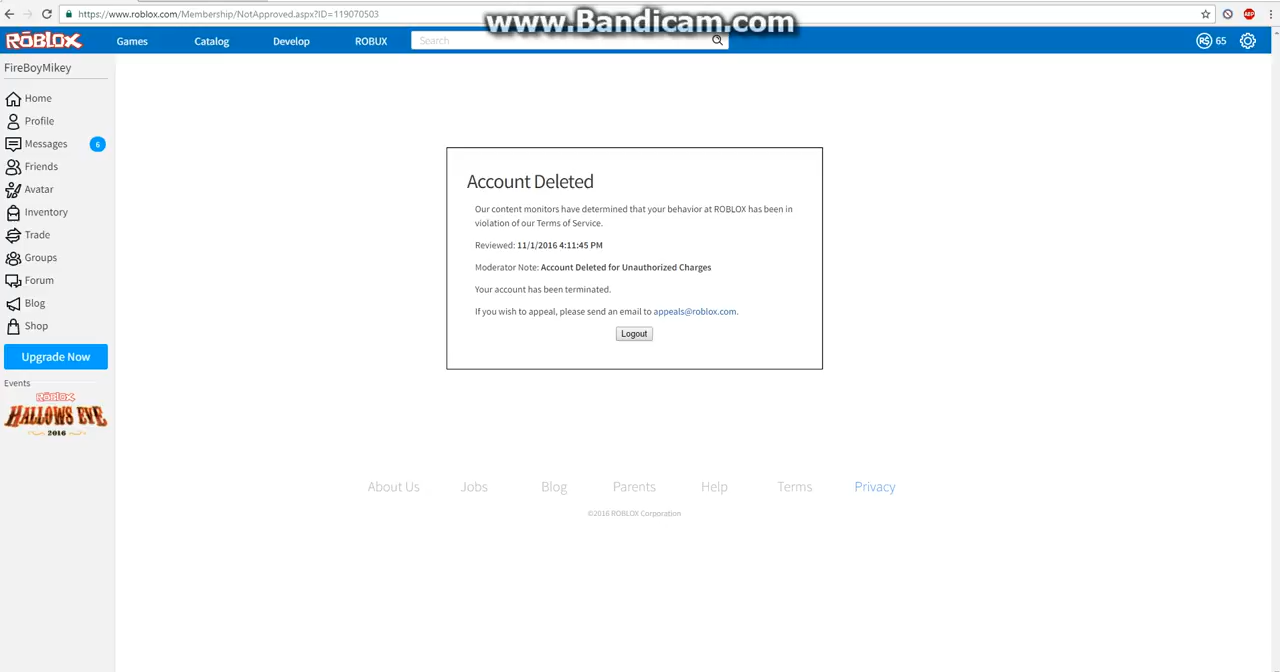 https://www.roblox.com/Membership/NotApproved.aspx?ID=119070503
www.Bandicam.com
ABP
ROBLOX
Games
Catalog
Develop
ROBUX
Search
R$ 65
FireBoyMikey
Home
Profile
Messages 6
Friends
Avatar
Inventory
Trade
Groups
Forum
Blog
Shop
Upgrade Now
Events
ROBLOX
HALLOWS EVE
2016
Account Deleted
Our content monitors have determined that your behavior at ROBLOX has been in
violation of our Terms of Service.
Reviewed: 11/1/2016 4:11:45 PM
Moderator Note: Account Deleted for Unauthorized Charges
Your account has been terminated.
If you wish to appeal, please send an email to appeals@roblox.com.
Logout
About Us
Jobs
Blog
Parents
Help
Terms
Privacy
©2016 ROBLOX Corporation